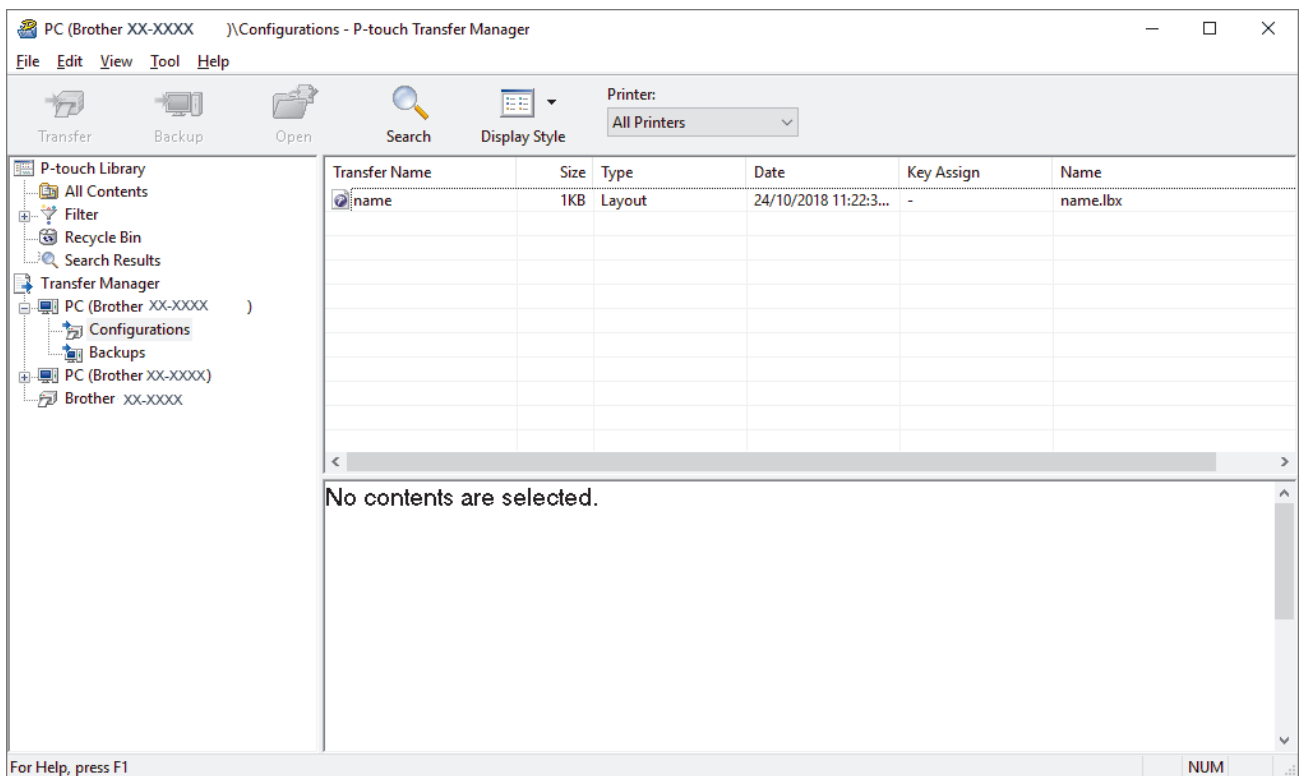 PC (Brother XX-XXXX )\Configurations - P-touch Transfer Manager
File Edit View Tool Help
Transfer
Backup
Open
Search
Display Style
Printer:
All Printers
P-touch Library
All Contents
Filter
Recycle Bin
Search Results
Transfer Manager
PC (Brother XX-XXXX )
Configurations
Backups
PC (Brother XX-XXXX)
Brother XX-XXXX
Transfer Name Size Type Date Key Assign Name
name 1KB Layout 24/10/2018 11:22:3... - name.lbx
No contents are selected.
For Help, press F1
NUM